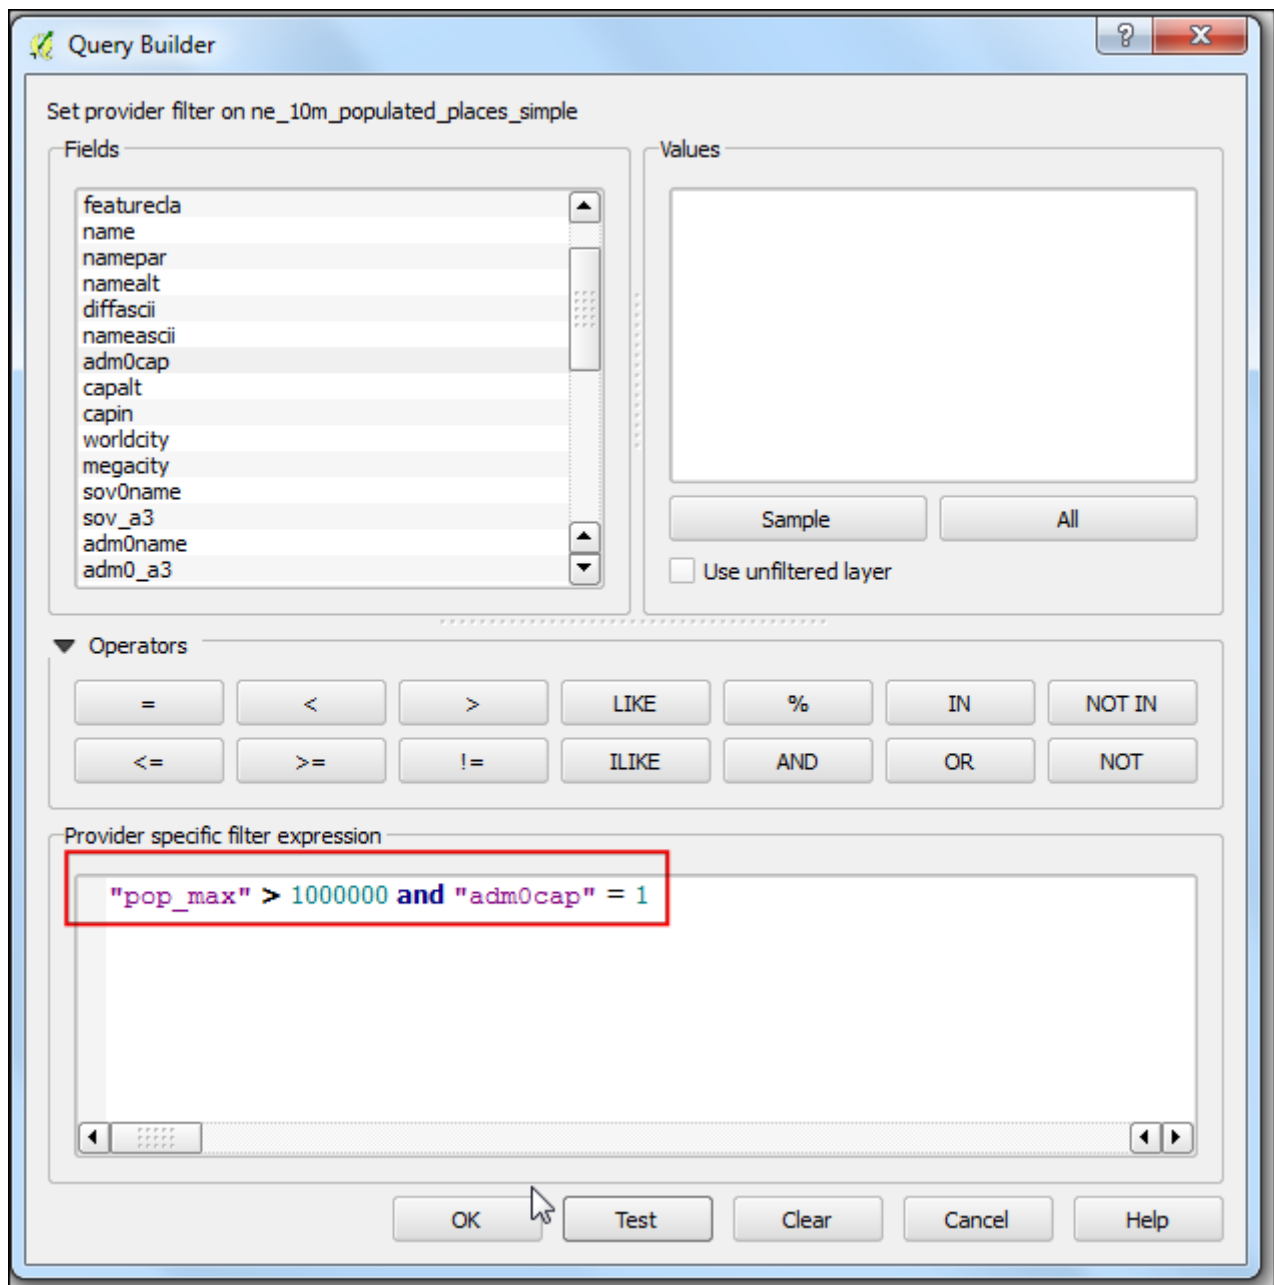 Query Builder
Set provider filter on ne_10m_populated_places_simple
Fields
featurecla
name
namepar
namealt
diffascii
nameascii
adm0cap
capalt
capin
worldcity
megacity
sov0name
sov_a3
adm0name
adm0_a3
Values
Sample All
Use unfiltered layer
Operators
= < > LIKE % IN NOT IN
<= >= != ILIKE AND OR NOT
Provider specific filter expression
"pop_max" > 1000000 and "adm0cap" = 1
OK Test Clear Cancel Help